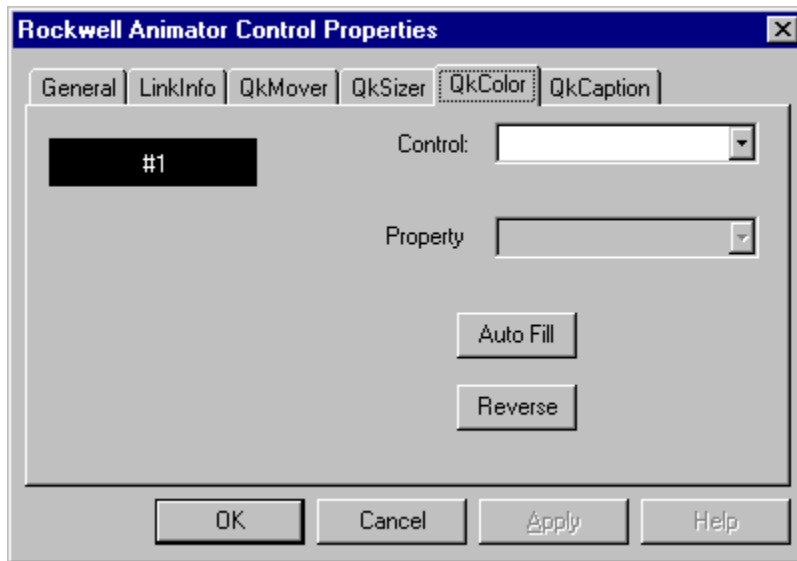 Rockwell Animator Control Properties
General LinkInfo QkMover QkSizer QkColor QkCaption
#1
Control:
Property
Auto Fill
Reverse
OK Cancel Apply Help